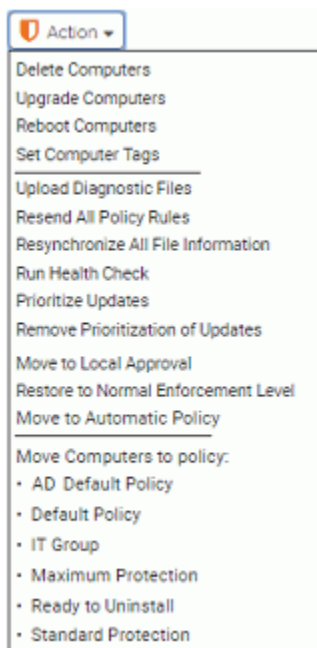 Action
Delete Computers
Upgrade Computers
Reboot Computers
Set Computer Tags
Upload Diagnostic Files
Resend All Policy Rules
Resynchronize All File Information
Run Health Check
Prioritize Updates
Remove Prioritization of Updates
Move to Local Approval
Restore to Normal Enforcement Level
Move to Automatic Policy
Move Computers to policy:
• AD Default Policy
• Default Policy
• IT Group
• Maximum Protection
• Ready to Uninstall
• Standard Protection